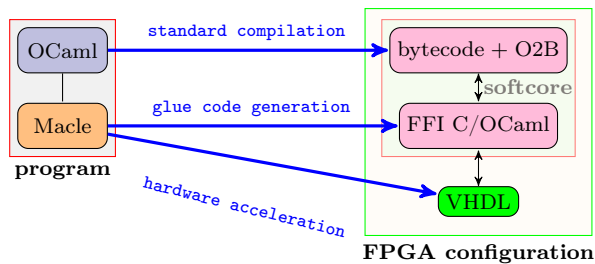 OCaml
standard compilation
bytecode + O2B
softcore
Macle
glue code generation
FFI C/OCaml
program
hardware acceleration
VHDL
FPGA configuration